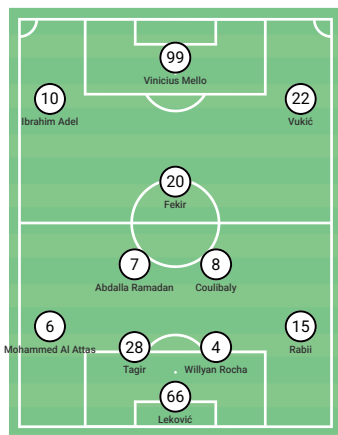 99
Vinicius Mello
10
Ibrahim Adel
22
Vukić
20
Fekir
7
Abdalla Ramadan
8
Coulibaly
6
Mohammed Al Attas
15
Rabii
28
Tagir
4
Willyan Rocha
66
Leković